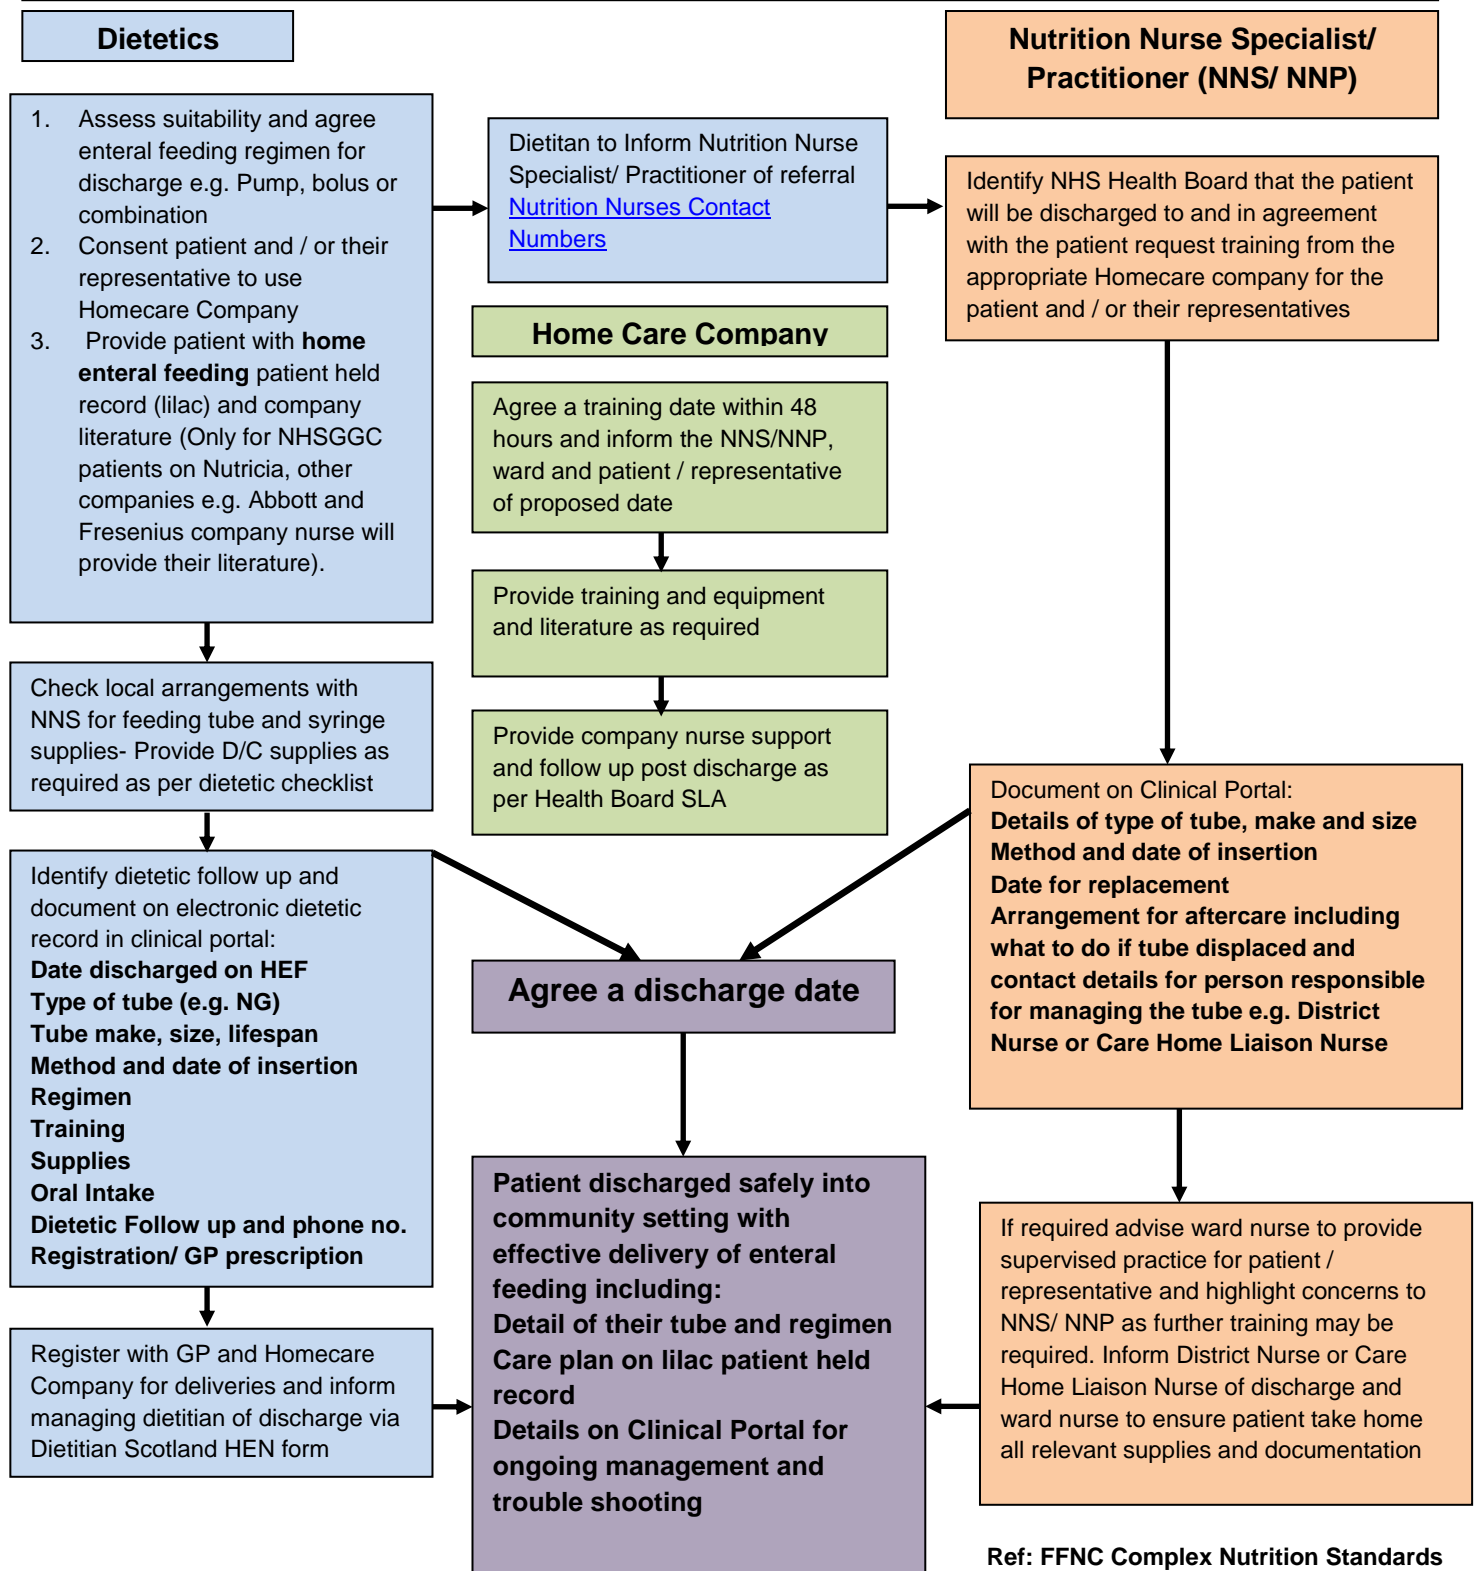 Dietetics
1. Assess suitability and agree
enteral feeding regimen for
discharge e.g. Pump, bolus or
combination
2. Consent patient and / or their
representative to use
Homecare Company
3. Provide patient with home
enteral feeding patient held
record (lilac) and company
literature (Only for NHSGGC
patients on Nutricia, other
companies e.g. Abbott and
Fresenius company nurse will
provide their literature).
Check local arrangements with
NNS for feeding tube and syringe
supplies- Provide D/C supplies as
required as per dietetic checklist
Identify dietetic follow up and
document on electronic dietetic
record in clinical portal:
Date discharged on HEF
Type of tube (e.g. NG)
Tube make, size, lifespan
Method and date of insertion
Regimen
Training
Supplies
Oral Intake
Dietetic Follow up and phone no.
Registration/ GP prescription
Register with GP and Homecare
Company for deliveries and inform
managing dietitian of discharge via
Dietitian Scotland HEN form
Dietitan to Inform Nutrition Nurse
Specialist/ Practitioner of referral
Nutrition Nurses Contact
Numbers
Home Care Company
Agree a training date within 48
hours and inform the NNS/NNP,
ward and patient / representative
of proposed date
Provide training and equipment
and literature as required
Provide company nurse support
and follow up post discharge as
per Health Board SLA
Agree a discharge date
Patient discharged safely into
community setting with
effective delivery of enteral
feeding including:
Detail of their tube and regimen
Care plan on lilac patient held
record
Details on Clinical Portal for
ongoing management and
trouble shooting
Nutrition Nurse Specialist/
Practitioner (NNS/ NNP)
Identify NHS Health Board that the patient
will be discharged to and in agreement
with the patient request training from the
appropriate Homecare company for the
patient and / or their representatives
Document on Clinical Portal:
Details of type of tube, make and size
Method and date of insertion
Date for replacement
Arrangement for aftercare including
what to do if tube displaced and
contact details for person responsible
for managing the tube e.g. District
Nurse or Care Home Liaison Nurse
If required advise ward nurse to provide
supervised practice for patient /
representative and highlight concerns to
NNS/ NNP as further training may be
required. Inform District Nurse or Care
Home Liaison Nurse of discharge and
ward nurse to ensure patient take home
all relevant supplies and documentation
Ref: FFNC Complex Nutrition Standards